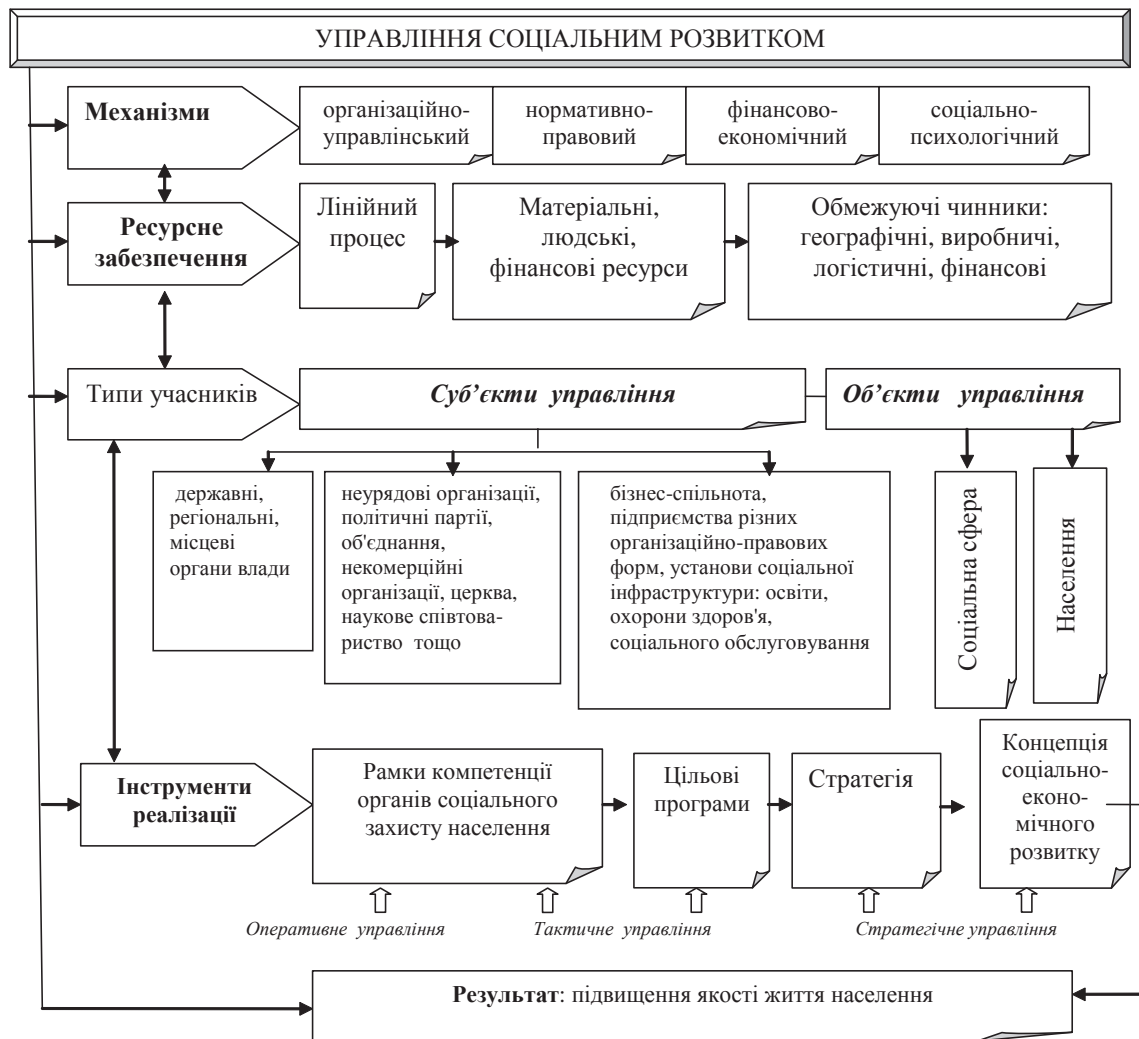 УПРАВЛІННЯ СОЦІАЛЬНИМ РОЗВИТКОМ
Механізми
організаційно-
управлінський
нормативно-
правовий
фінансово-
економічний
соціально-
психологічний
Ресурсне
забезпечення
Лінійний
процес
Матеріальні,
людські,
фінансові ресурси
Обмежуючі чинники:
географічні, виробничі,
логістичні, фінансові
Типи учасників
Суб’єкти управління
Об’єкти управління
державні,
регіональні,
місцеві
органи влади
неурядові організації,
політичні партії,
об'єднання,
некомерційні
організації, церква,
наукове співтова-
риство тощо
бізнес-спільнота,
підприємства різних
організаційно-правових
форм, установи соціальної
інфраструктури: освіти,
охорони здоров'я,
соціального обслуговування
Соціальна сфера
Населення
Інструменти
реалізації
Рамки компетенції
органів соціального
захисту населення
Цільові
програми
Стратегія
Концепція
соціально-
еконо-
мічного
розвитку
Оперативне управління
Тактичне управління
Стратегічне управління
Результат: підвищення якості життя населення